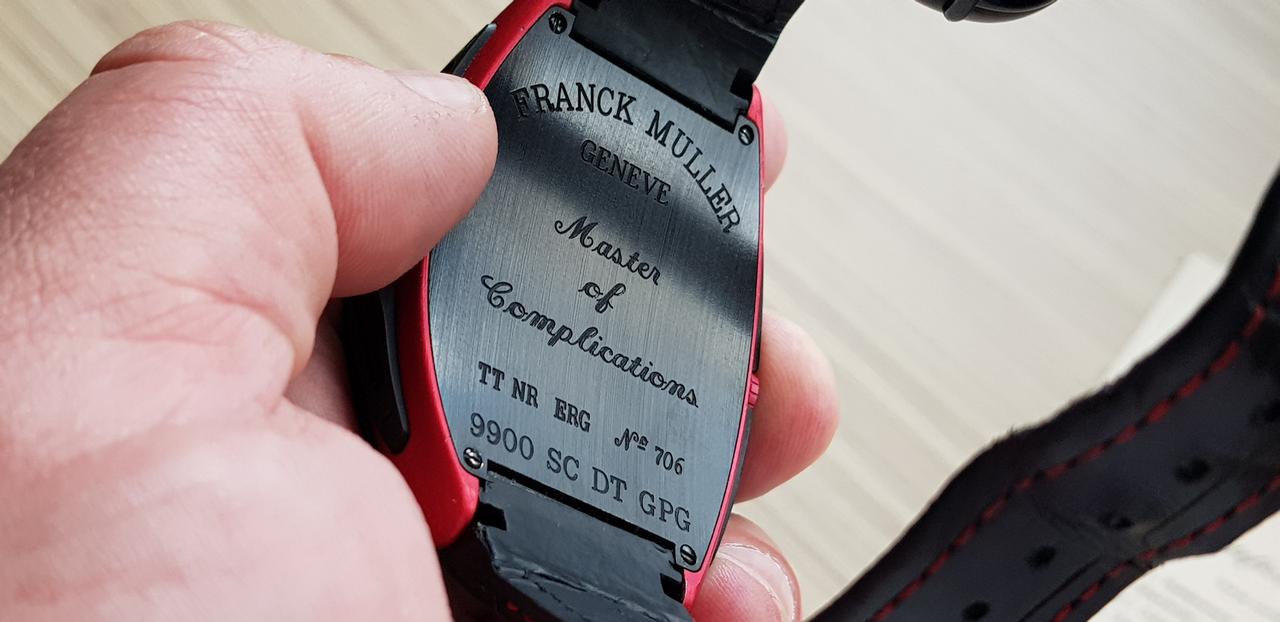 FRANCK MULLER
GENEVE
Master
of
Complications
TT NR ERG Nº 706
9900 SC DT GPG